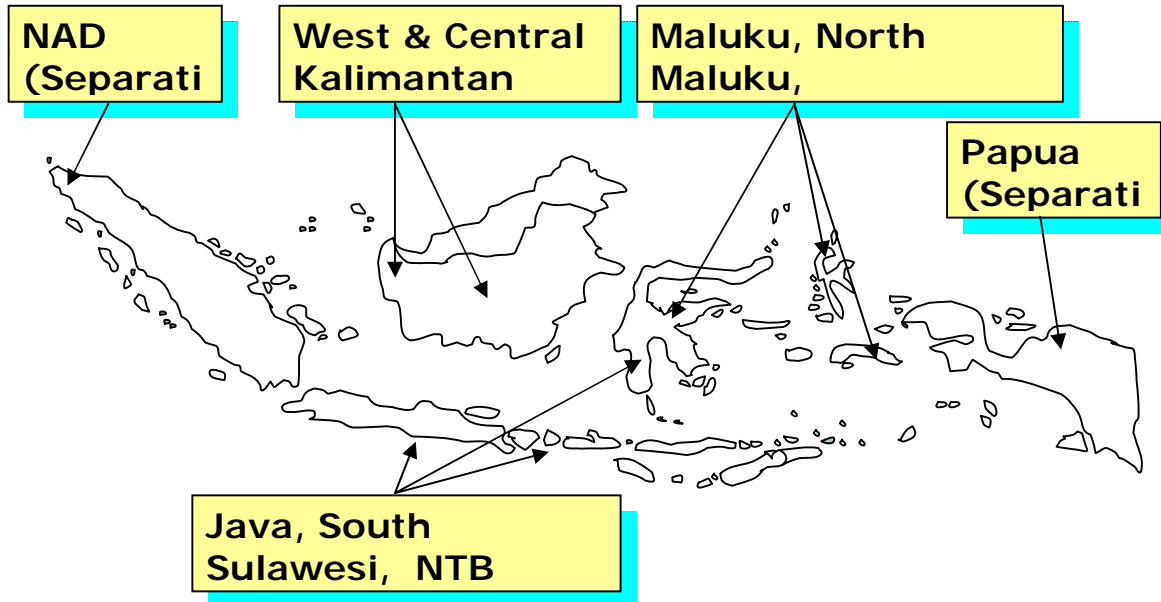 NAD
(Separati
West & Central
Kalimantan
Maluku, North
Maluku,
Papua
(Separati
Java, South
Sulawesi, NTB